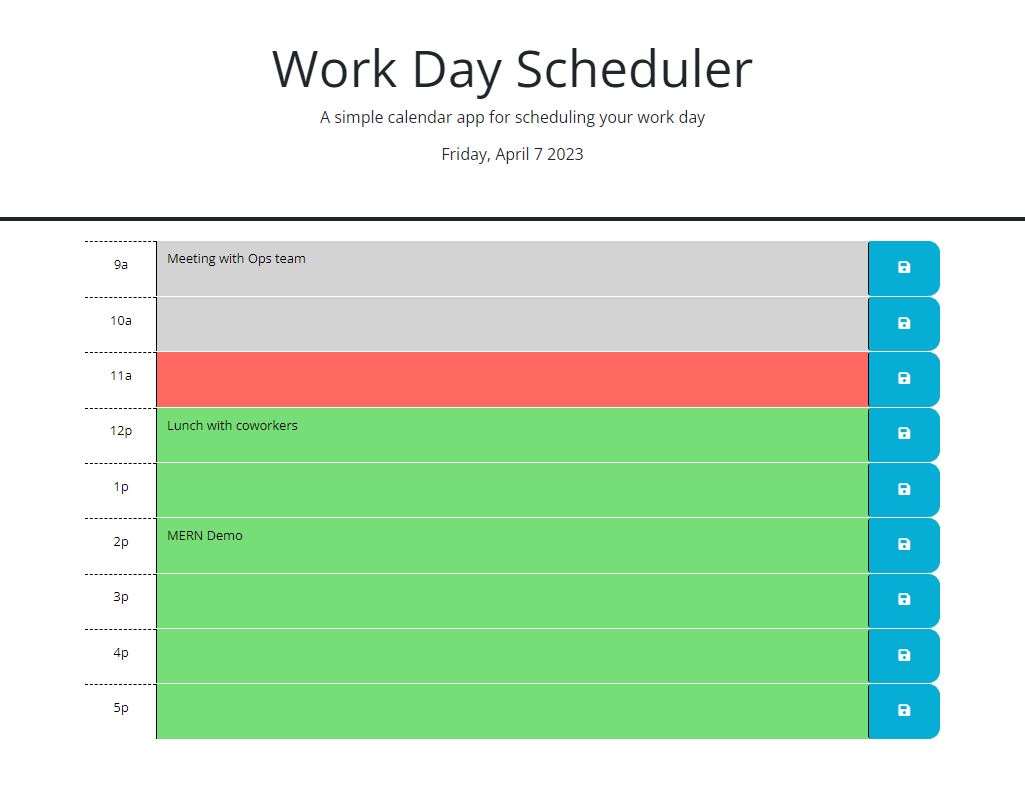 Work Day Scheduler
A simple calendar app for scheduling your work day
Friday, April 7 2023
9a Meeting with Ops team
10a
11a
12p Lunch with coworkers
1p
2p MERN Demo
3p
4p
5p